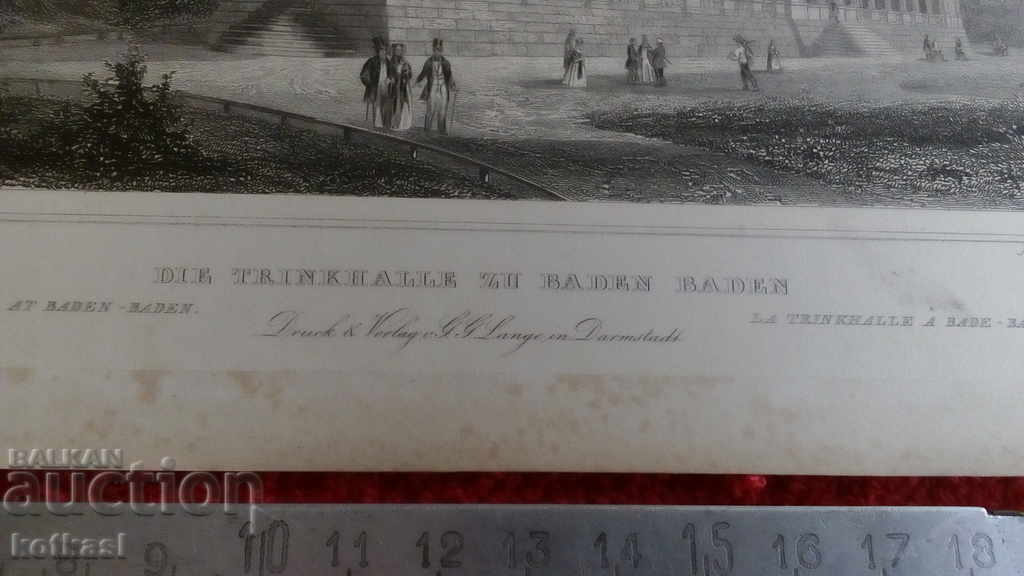 DIE TRINKHALLE ZU BADEN BADEN
AT BADEN-BADEN.
LA TRINKHALLE À BADE-BA
Druck & Verlag v. G. G. Lange, in Darmstadt.
BALKAN
auction
kotkasl
9 10 11 12 13 14 15 16 17 18